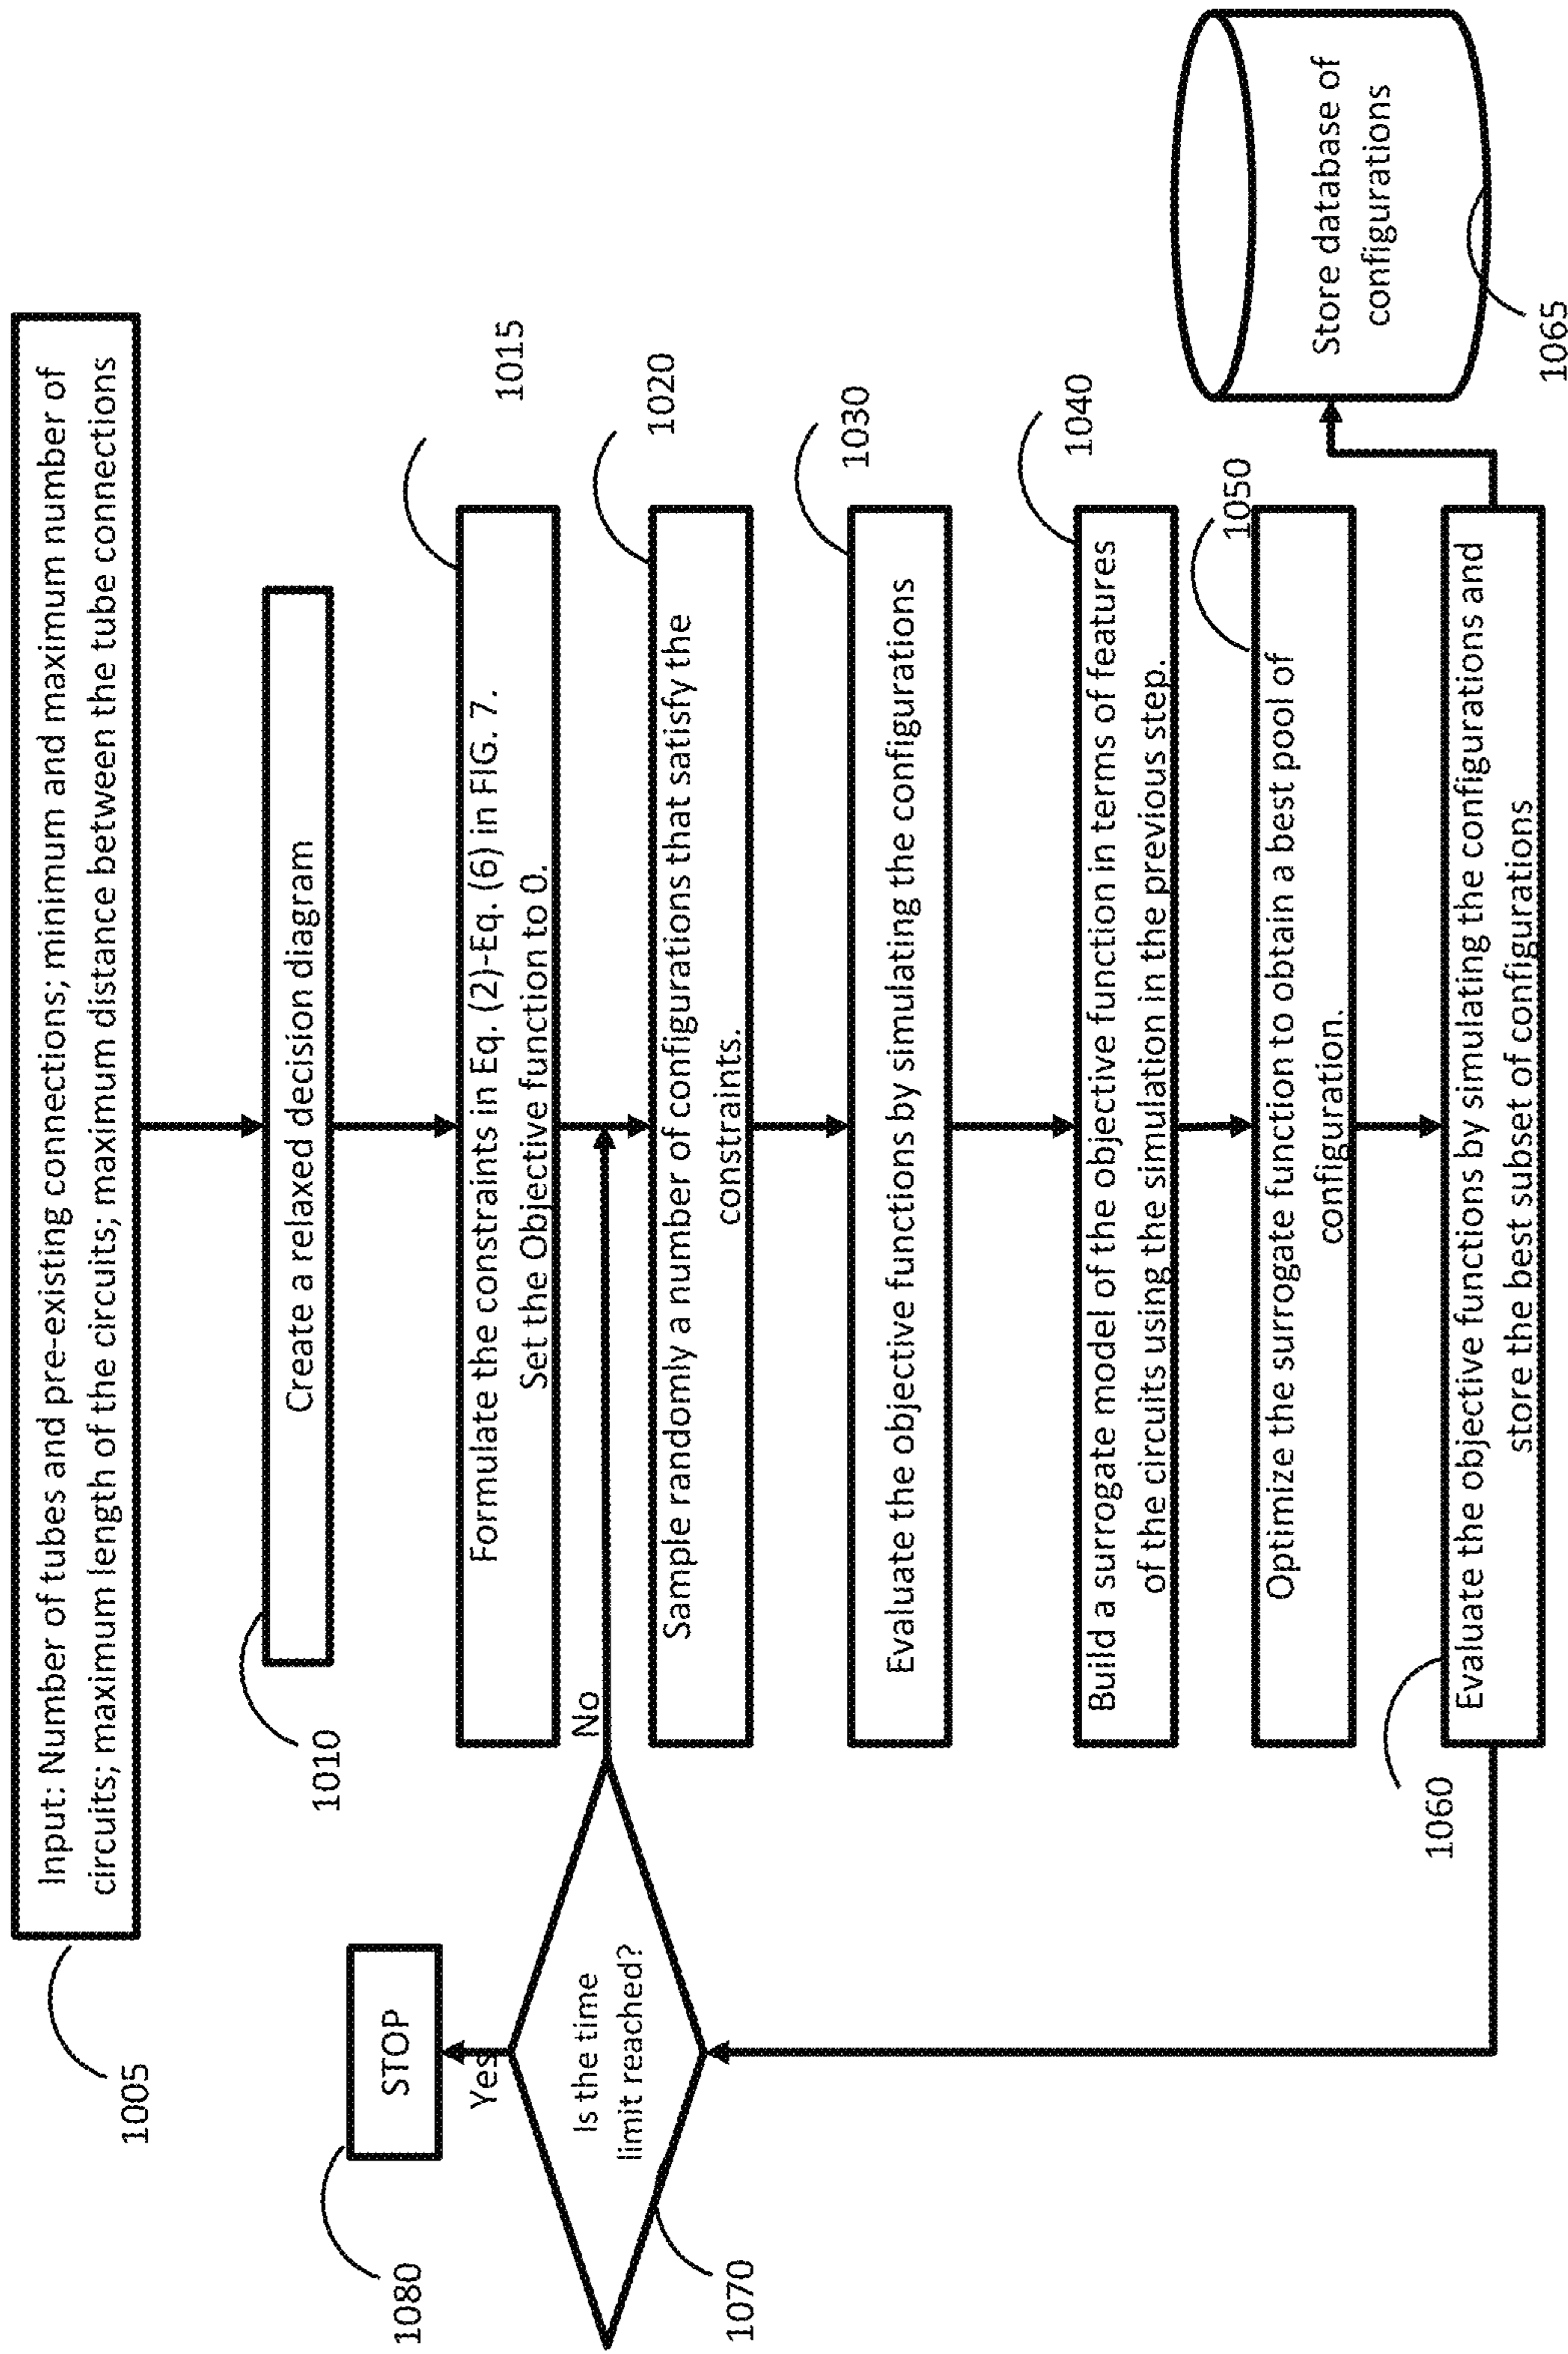 1005
Input: Number of tubes and pre-existing connections; minimum and maximum number of
circuits; maximum length of the circuits; maximum distance between the tube connections
1010
Create a relaxed decision diagram
1015
Formulate the constraints in Eq. (2)-Eq. (6) in FIG. 7.
Set the Objective function to 0.
1020
Sample randomly a number of configurations that satisfy the
constraints.
1030
Evaluate the objective functions by simulating the configurations
1040
Build a surrogate model of the objective function in terms of features
of the circuits using the simulation in the previous step.
1050
Optimize the surrogate function to obtain a best pool of
configuration.
1060
Evaluate the objective functions by simulating the configurations and
store the best subset of configurations
Store database of
configurations
1065
1070
Is the time
limit reached?
No
Yes
STOP
1080